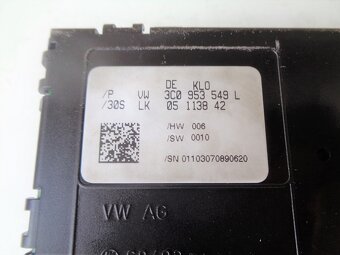 DE KLO
/P VW 3C0 953 549 L
/30S LK 05 1138 42
/HW 006
/SW 0010
/SN 01103070890620
VW AG